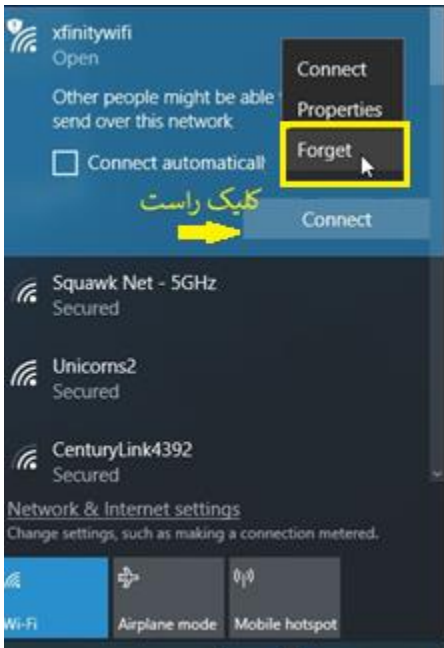 xfinitywifi
Open
Other people might be able
send over this network
Connect automaticall
Connect
Properties
Forget
کلیک راست
Connect
Squawk Net - 5GHz
Secured
Unicorns2
Secured
CenturyLink4392
Secured
Network & Internet settings
Change settings, such as making a connection metered.
Wi-Fi
Airplane mode
Mobile hotspot